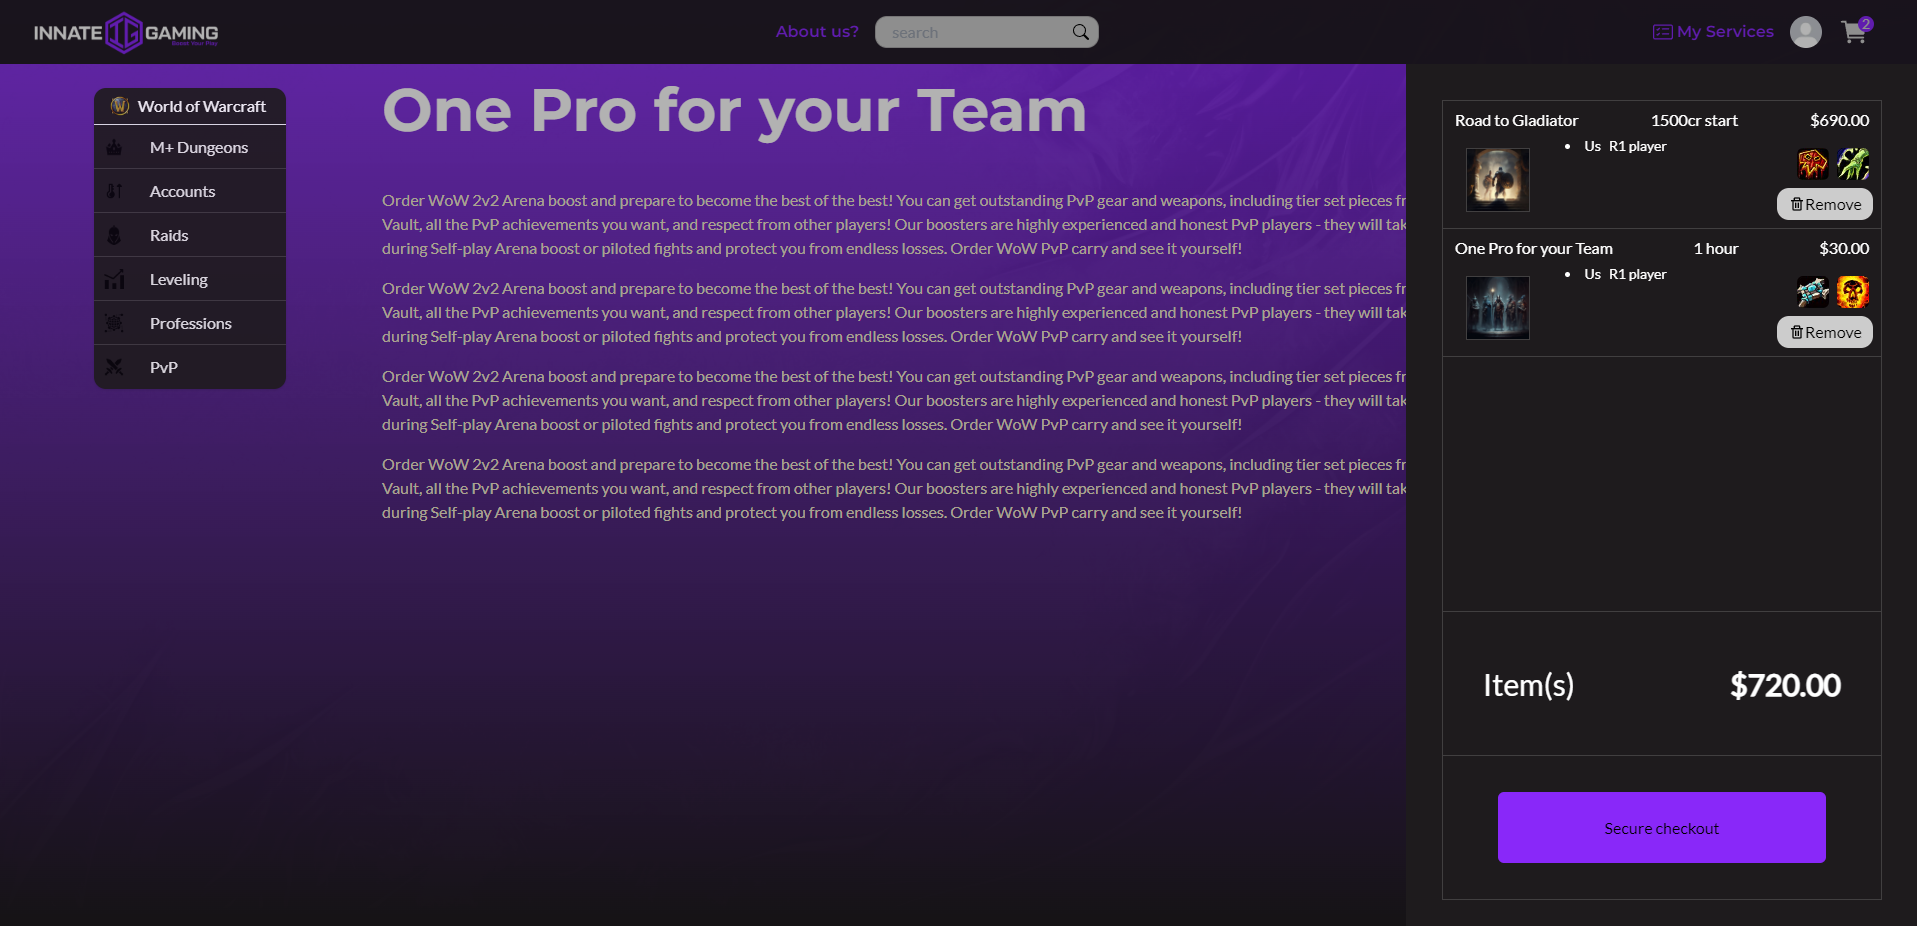 INNATE IG GAMING
Boost Your Play
About us?
search
My Services
2
World of Warcraft
M+ Dungeons
Accounts
Raids
Leveling
Professions
PvP
One Pro for your Team
Order WoW 2v2 Arena boost and prepare to become the best of the best! You can get outstanding PvP gear and weapons, including tier set pieces fr
Vault, all the PvP achievements you want, and respect from other players! Our boosters are highly experienced and honest PvP players - they will tak
during Self-play Arena boost or piloted fights and protect you from endless losses. Order WoW PvP carry and see it yourself!
Order WoW 2v2 Arena boost and prepare to become the best of the best! You can get outstanding PvP gear and weapons, including tier set pieces fr
Vault, all the PvP achievements you want, and respect from other players! Our boosters are highly experienced and honest PvP players - they will tak
during Self-play Arena boost or piloted fights and protect you from endless losses. Order WoW PvP carry and see it yourself!
Order WoW 2v2 Arena boost and prepare to become the best of the best! You can get outstanding PvP gear and weapons, including tier set pieces fr
Vault, all the PvP achievements you want, and respect from other players! Our boosters are highly experienced and honest PvP players - they will tak
during Self-play Arena boost or piloted fights and protect you from endless losses. Order WoW PvP carry and see it yourself!
Order WoW 2v2 Arena boost and prepare to become the best of the best! You can get outstanding PvP gear and weapons, including tier set pieces fr
Vault, all the PvP achievements you want, and respect from other players! Our boosters are highly experienced and honest PvP players - they will tak
during Self-play Arena boost or piloted fights and protect you from endless losses. Order WoW PvP carry and see it yourself!
Road to Gladiator 1500cr start $690.00
• Us R1 player
Remove
One Pro for your Team 1 hour $30.00
• Us R1 player
Remove
Item(s) $720.00
Secure checkout